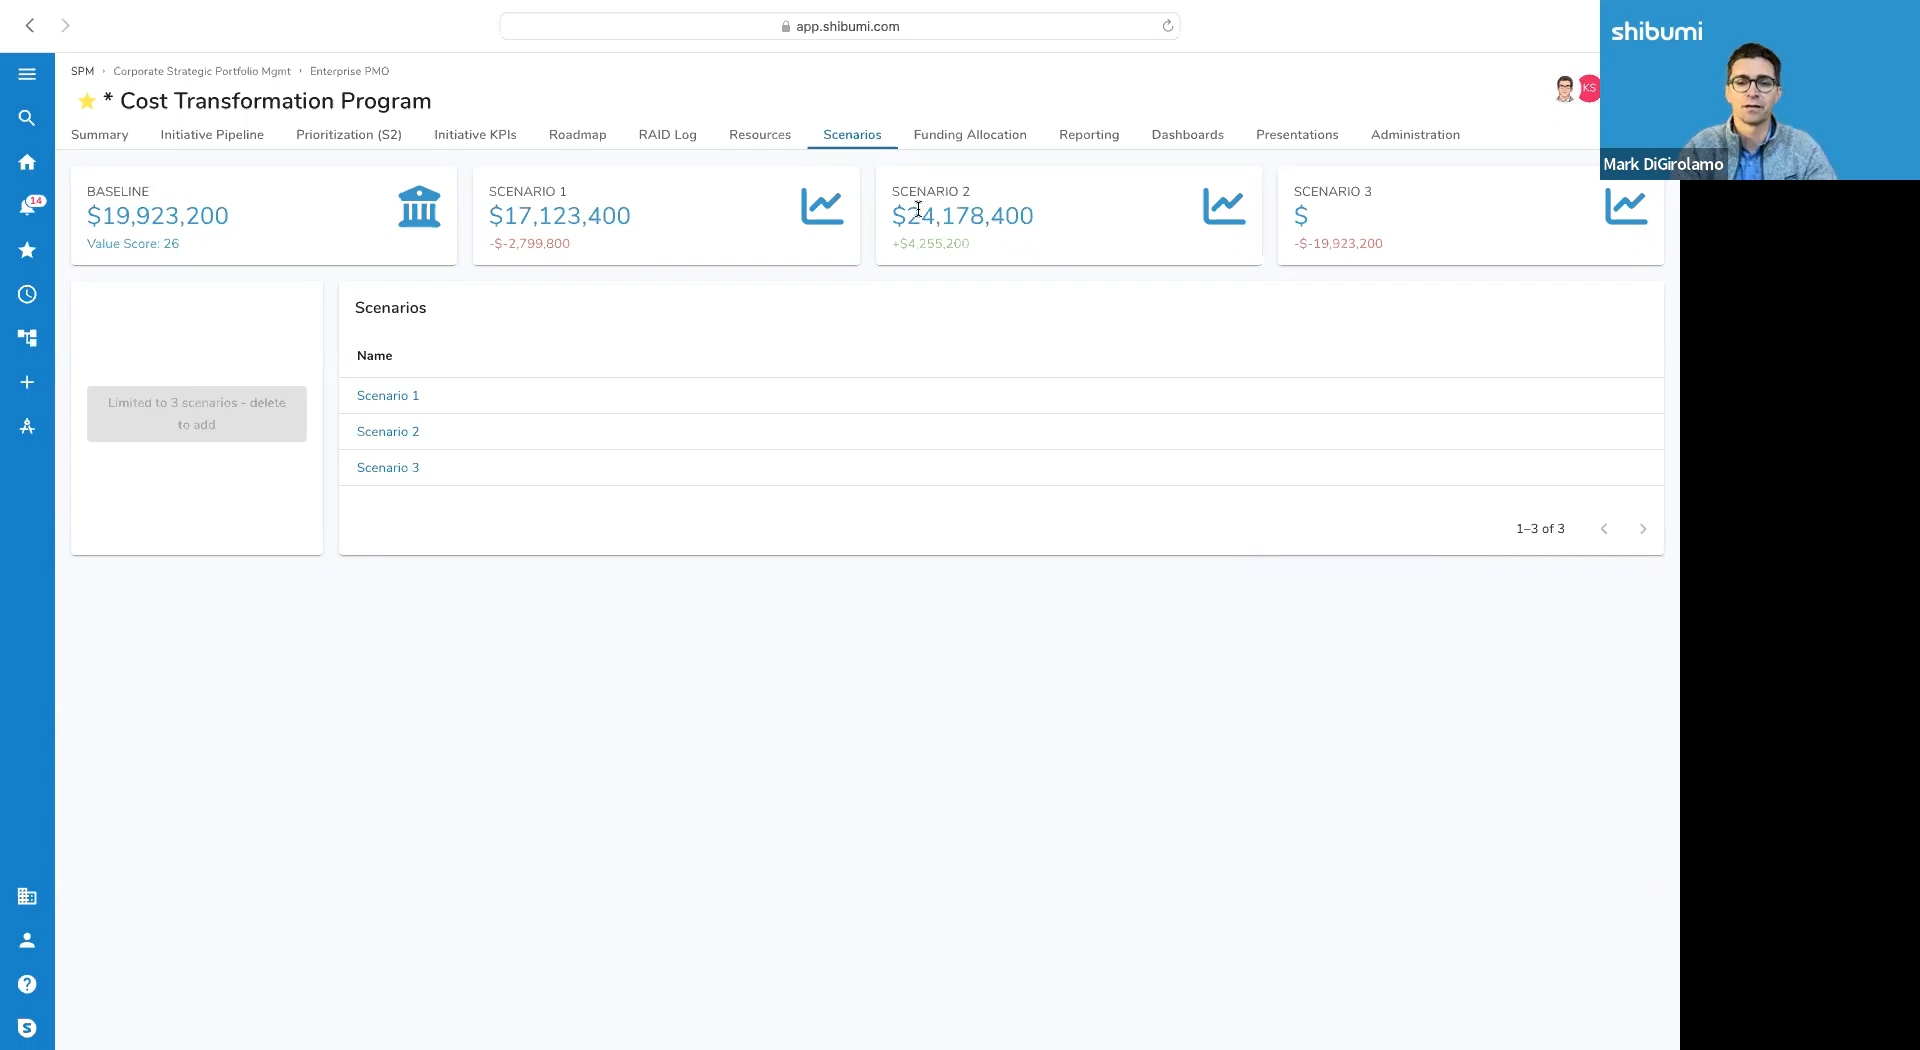 app.shibumi.com
shibumi
SPM › Corporate Strategic Portfolio Mgmt › Enterprise PMO
* Cost Transformation Program
KS
Summary Initiative Pipeline Prioritization (S2) Initiative KPIs Roadmap RAID Log Resources Scenarios Funding Allocation Reporting Dashboards Presentations Administration
Mark DiGirolamo
14
BASELINE
$19,923,200
Value Score: 26
SCENARIO 1
$17,123,400
-$-2,799,800
SCENARIO 2
$24,178,400
+$4,255,200
SCENARIO 3
$
-$-19,923,200
Limited to 3 scenarios - delete
to add
Scenarios
Name
Scenario 1
Scenario 2
Scenario 3
1–3 of 3